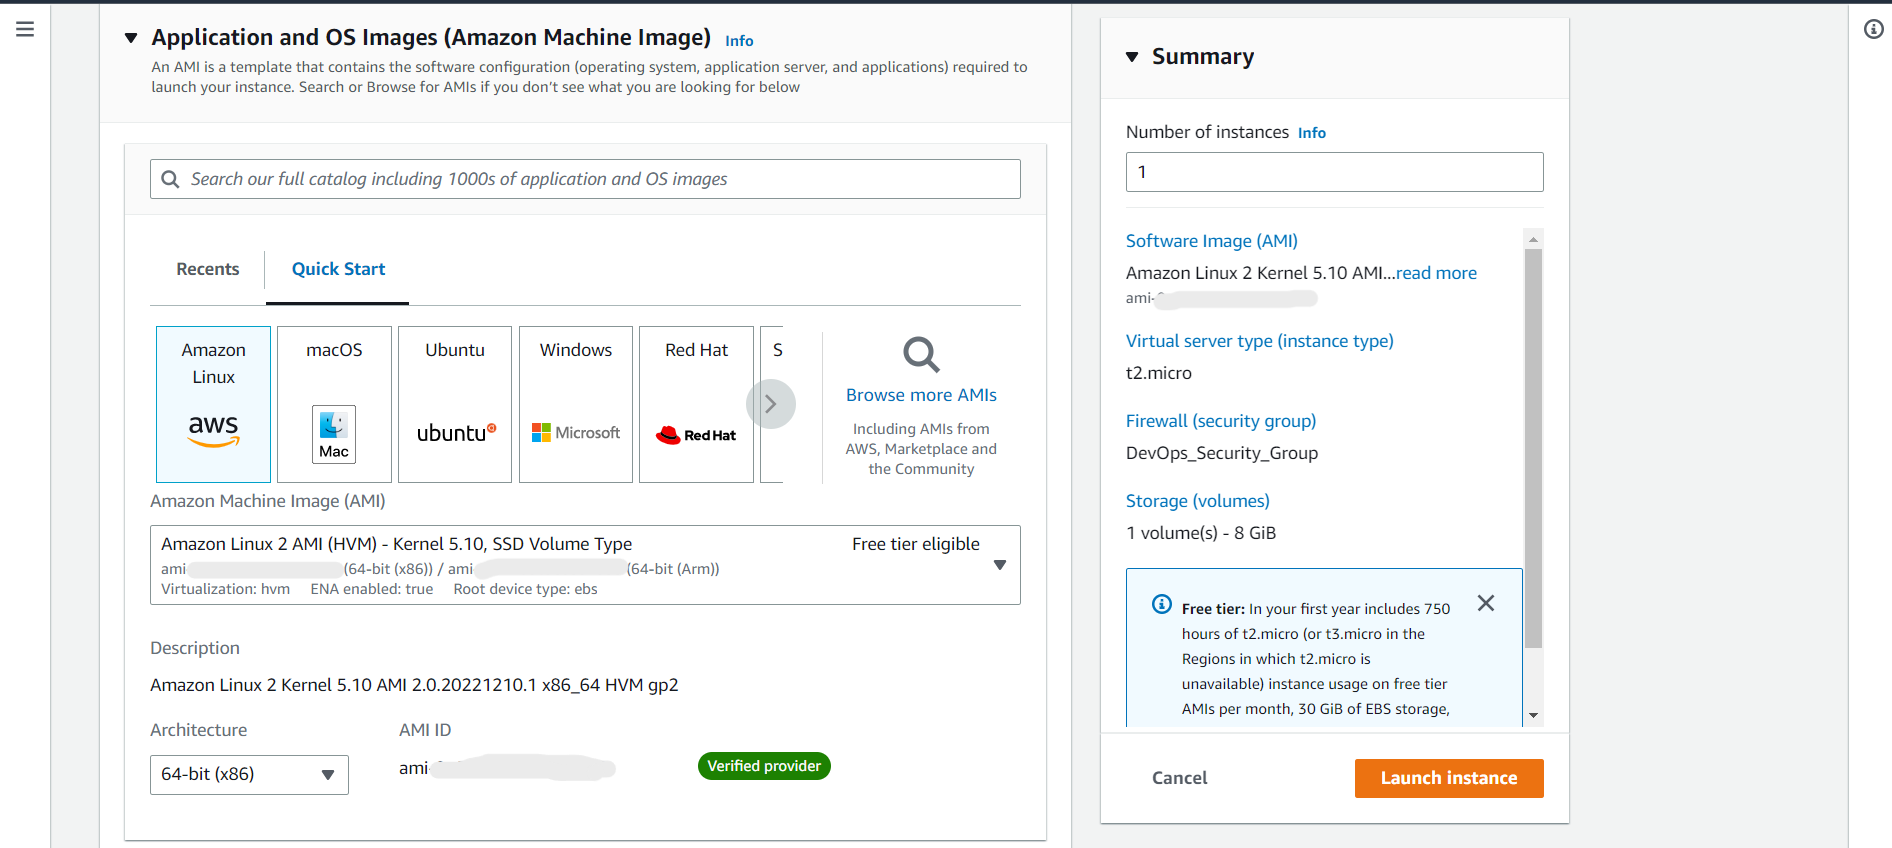 Application and OS Images (Amazon Machine Image) Info
An AMI is a template that contains the software configuration (operating system, application server, and applications) required to
launch your instance. Search or Browse for AMIs if you don't see what you are looking for below
Search our full catalog including 1000s of application and OS images
Recents
Quick Start
Amazon
Linux
aws
macOS
Mac
Ubuntu
ubuntu
Windows
Microsoft
Red Hat
Red Hat
S
Browse more AMIs
Including AMIs from
AWS, Marketplace and
the Community
Amazon Machine Image (AMI)
Amazon Linux 2 AMI (HVM) - Kernel 5.10, SSD Volume Type
Free tier eligible
ami- (64-bit (x86)) / ami- (64-bit (Arm))
Virtualization: hvm ENA enabled: true Root device type: ebs
Description
Amazon Linux 2 Kernel 5.10 AMI 2.0.20221210.1 x86_64 HVM gp2
Architecture
AMI ID
64-bit (x86)
ami-
Verified provider
Summary
Number of instances Info
1
Software Image (AMI)
Amazon Linux 2 Kernel 5.10 AMI...read more
ami-
Virtual server type (instance type)
t2.micro
Firewall (security group)
DevOps_Security_Group
Storage (volumes)
1 volume(s) - 8 GiB
Free tier: In your first year includes 750
hours of t2.micro (or t3.micro in the
Regions in which t2.micro is
unavailable) instance usage on free tier
AMIs per month, 30 GiB of EBS storage,
Cancel
Launch instance